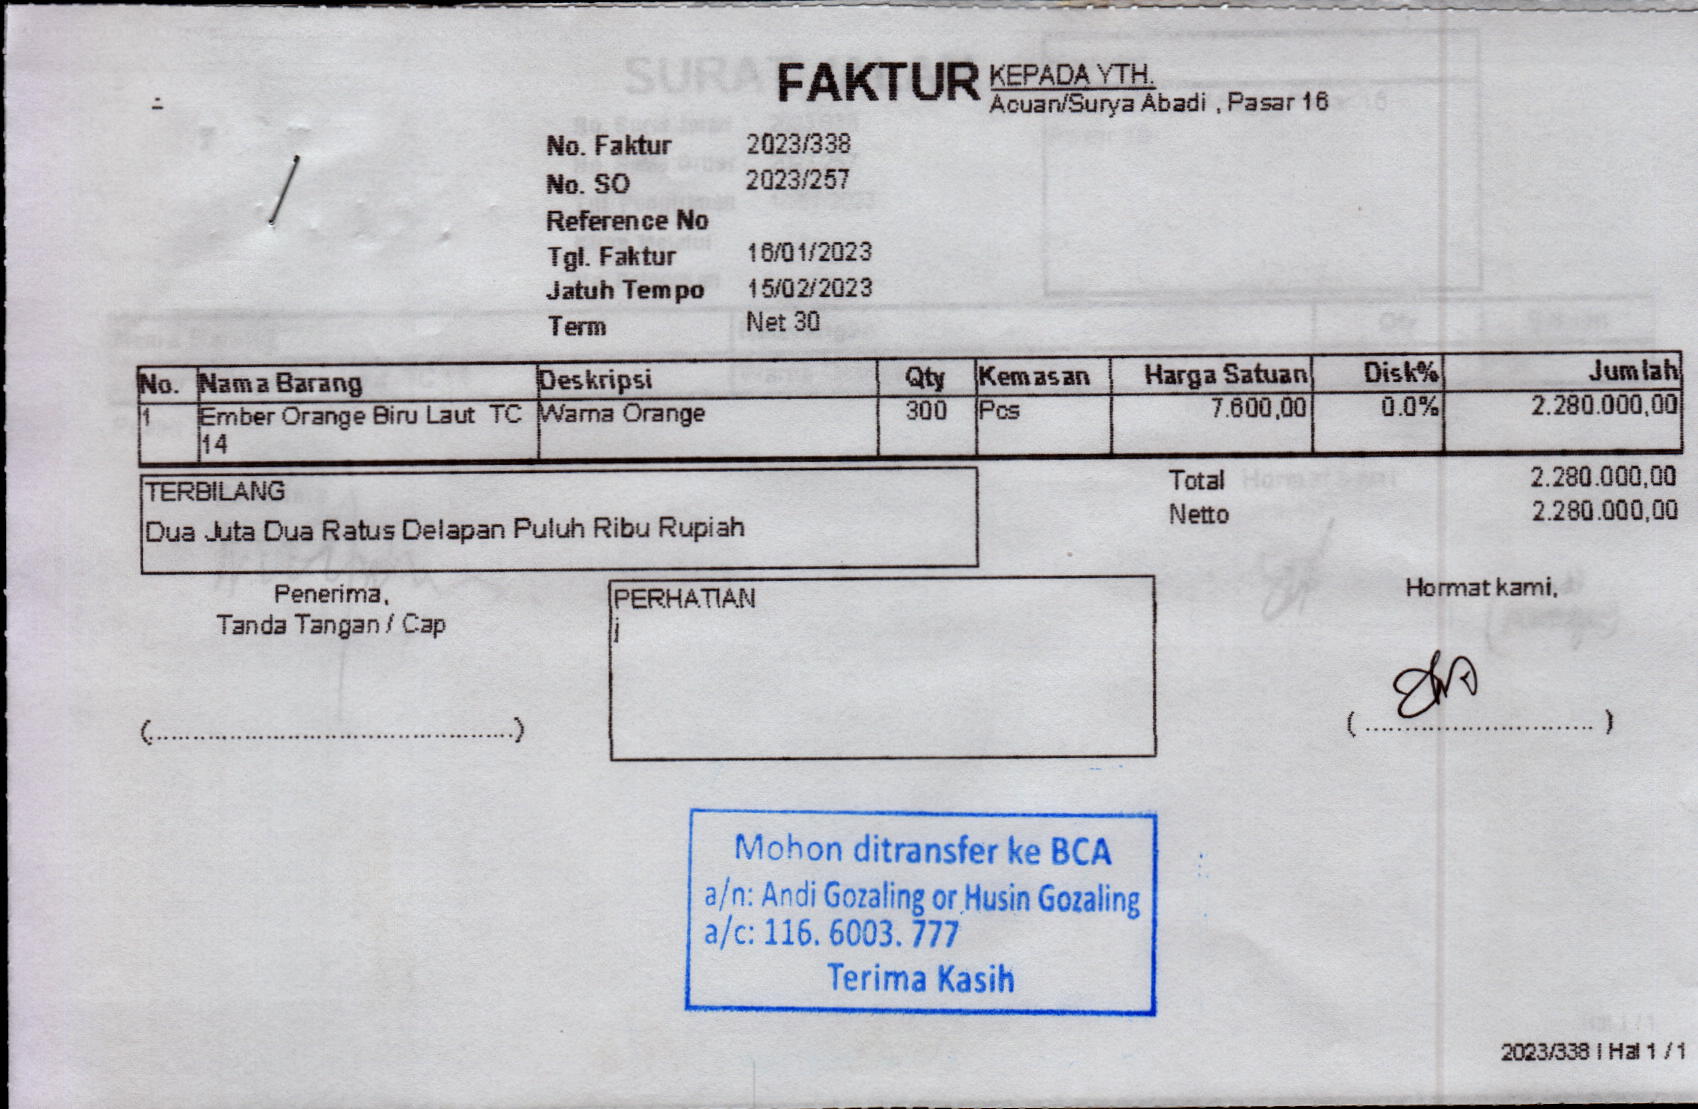 FAKTUR
KEPADA YTH.
Acuan/Surya Abadi , Pasar 16
No. Faktur 2023/338
No. SO 2023/257
Reference No
Tgl. Faktur 16/01/2023
Jatuh Tempo 15/02/2023
Term Net 30
No. Nama Barang Deskripsi Qty Kemasan Harga Satuan Disk% Jumlah
1 Ember Orange Biru Laut TC Warna Orange 300 Pcs 7.600,00 0.0% 2.280.000,00
14
TERBILANG
Dua Juta Dua Ratus Delapan Puluh Ribu Rupiah
Total 2.280.000,00
Netto 2.280.000,00
Penerima,
Tanda Tangan / Cap
(..........................................)
PERHATIAN
i
Hormat kami,
( ............................ )
Mohon ditransfer ke BCA
a/n: Andi Gozaling or Husin Gozaling
a/c: 116. 6003. 777
Terima Kasih
2023/338 | Hal 1 / 1